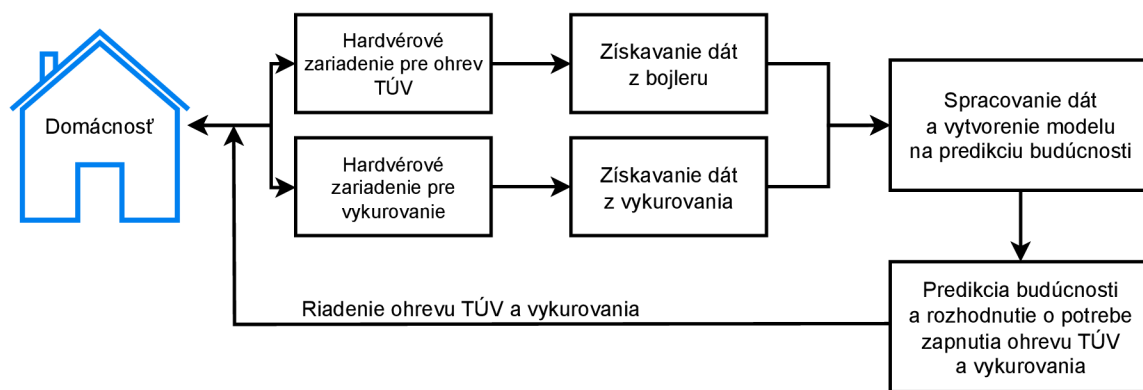 Domácnosť
Hardvérové
zariadenie pre ohrev
TÚV
Získavanie dát
z bojleru
Hardvérové
zariadenie pre
vykurovanie
Získavanie dát
z vykurovania
Spracovanie dát
a vytvorenie modelu
na predikciu budúcnosti
Predikcia budúcnosti
a rozhodnutie o potrebe
zapnutia ohrevu TÚV
a vykurovania
Riadenie ohrevu TÚV a vykurovania